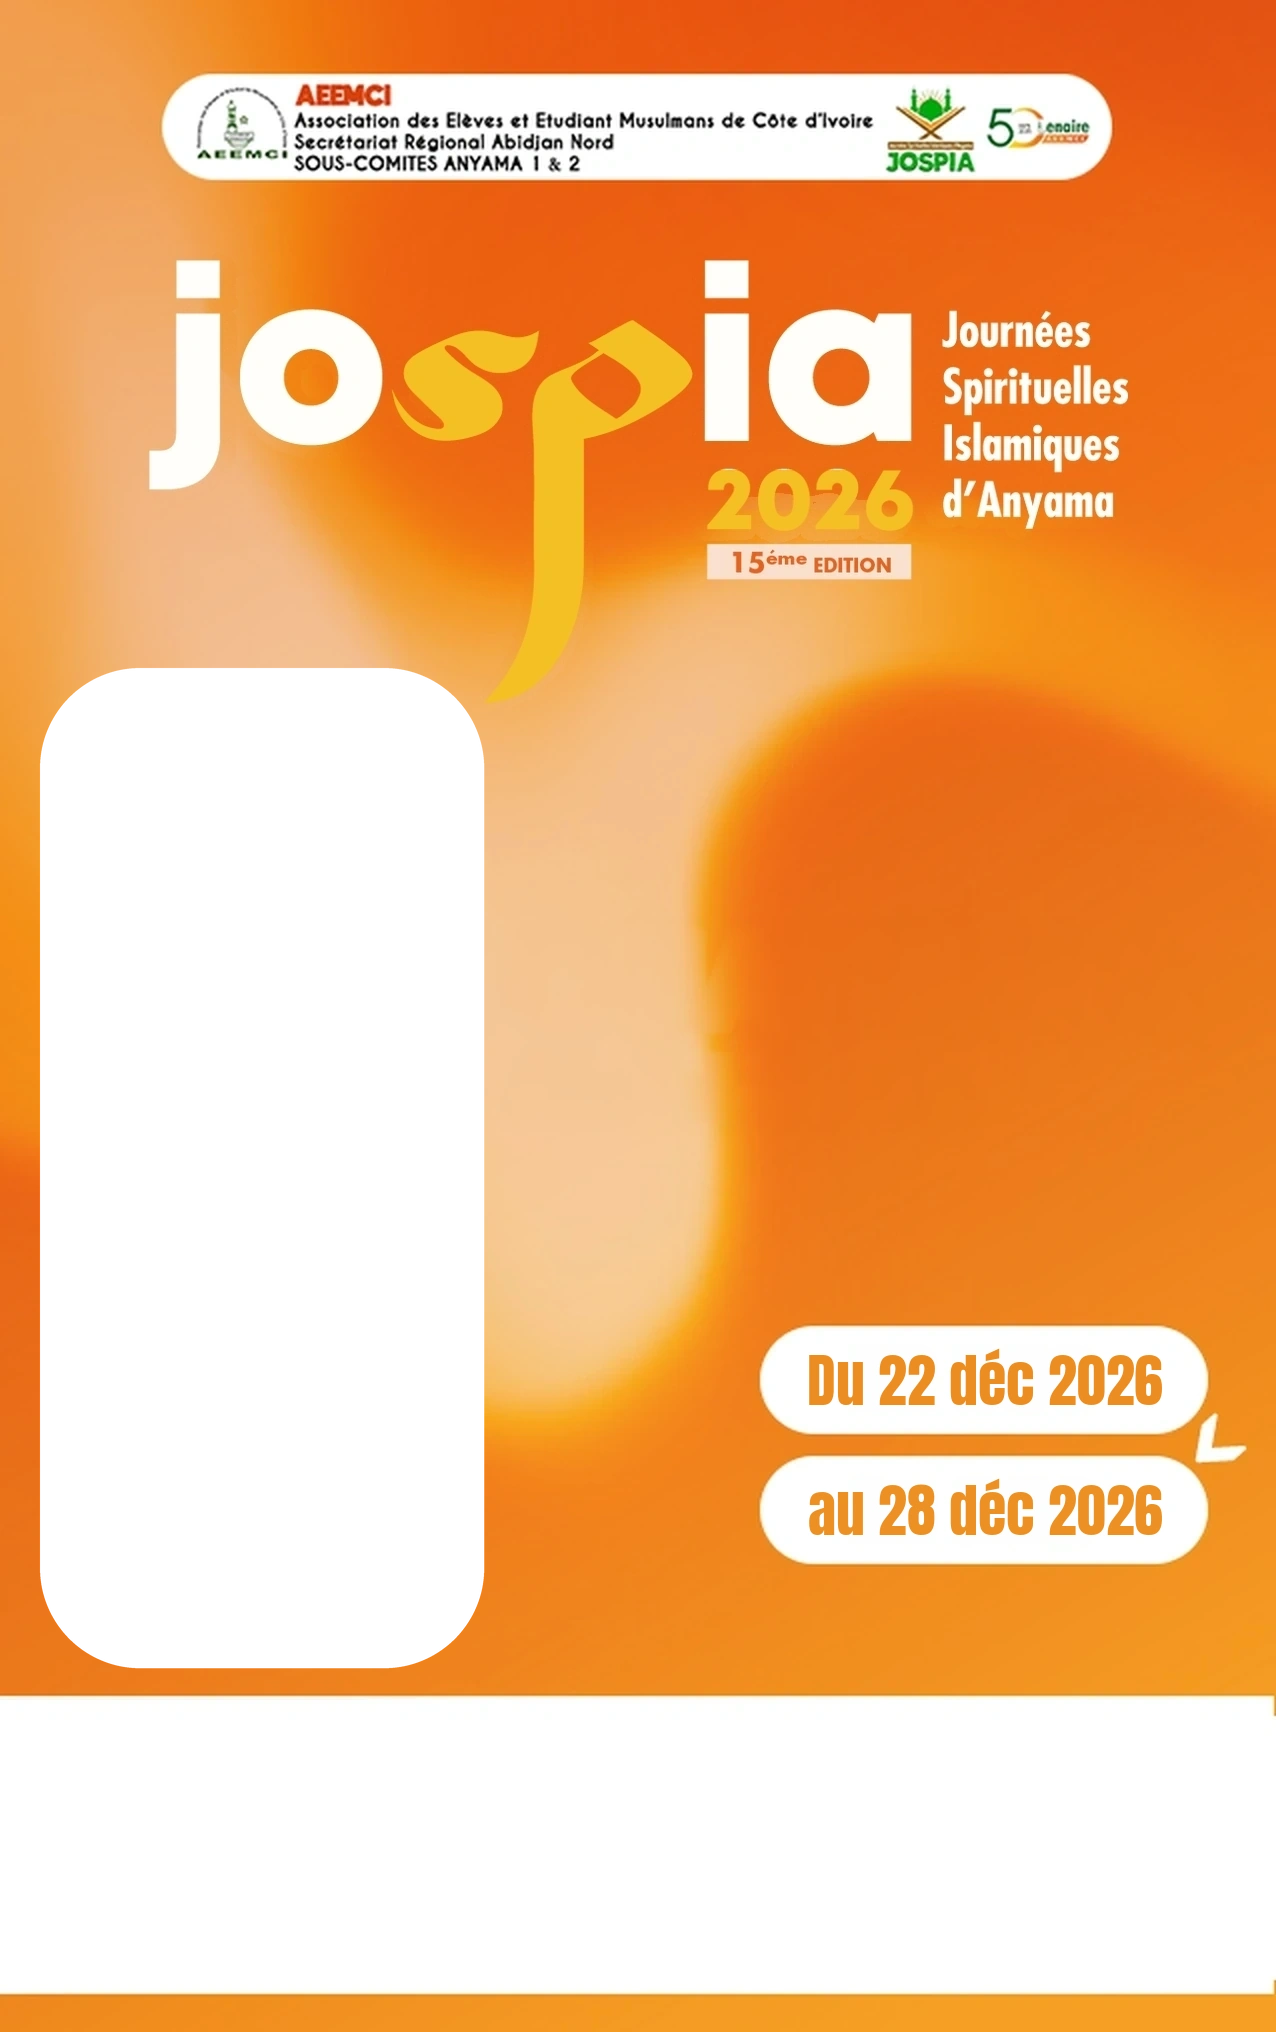 AEEMCI
Association des Elèves et Etudiant Musulmans de Côte d'Ivoire
Secrétariat Régional Abidjan Nord
SOUS-COMITES ANYAMA 1 & 2
AEEMCI
JOSPIA
50enaire
jospia
Journées
Spirituelles
Islamiques
d'Anyama
2026
15éme EDITION
Du 22 déc 2026
au 28 déc 2026